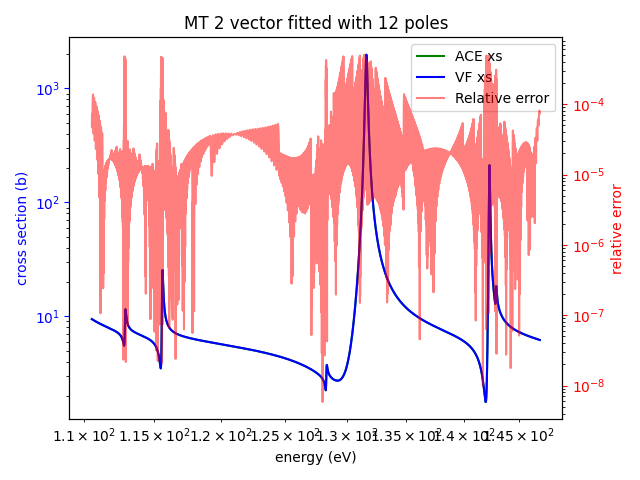 MT 2 vector fitted with 12 poles
ACE xs
VF xs
Relative error
10³
10²
10¹
cross section (b)
10⁻⁴
10⁻⁵
10⁻⁶
10⁻⁷
10⁻⁸
relative error
1.1 × 10² 1.15 × 10² 1.2 × 10² 1.25 × 10² 1.3 × 10² 1.35 × 10² 1.4 × 10² 1.45 × 10²
energy (eV)